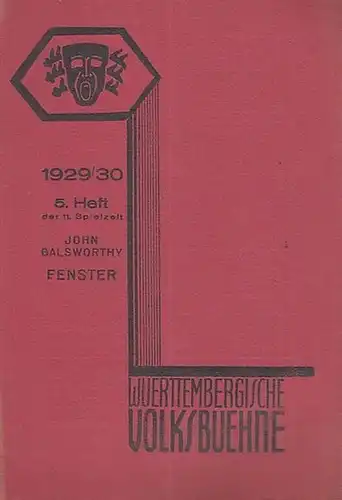 1929/30
5. Heft
der 11. Spielzeit
JOHN
GALSWORTHY
FENSTER
WUERTTEMBERGISCHE
VOLKSBUEHNE